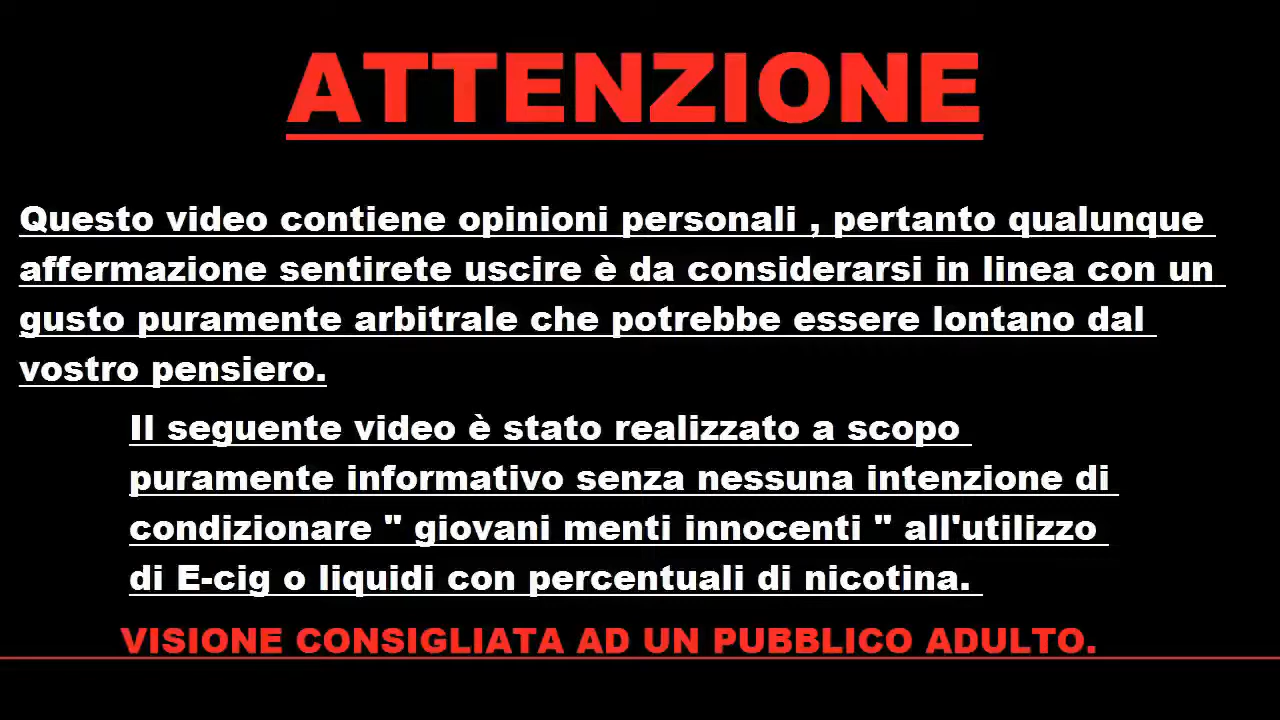 ATTENZIONE
Questo video contiene opinioni personali , pertanto qualunque
affermazione sentirete uscire è da considerarsi in linea con un
gusto puramente arbitrale che potrebbe essere lontano dal
vostro pensiero.
Il seguente video è stato realizzato a scopo
puramente informativo senza nessuna intenzione di
condizionare " giovani menti innocenti " all'utilizzo
di E-cig o liquidi con percentuali di nicotina.
VISIONE CONSIGLIATA AD UN PUBBLICO ADULTO.